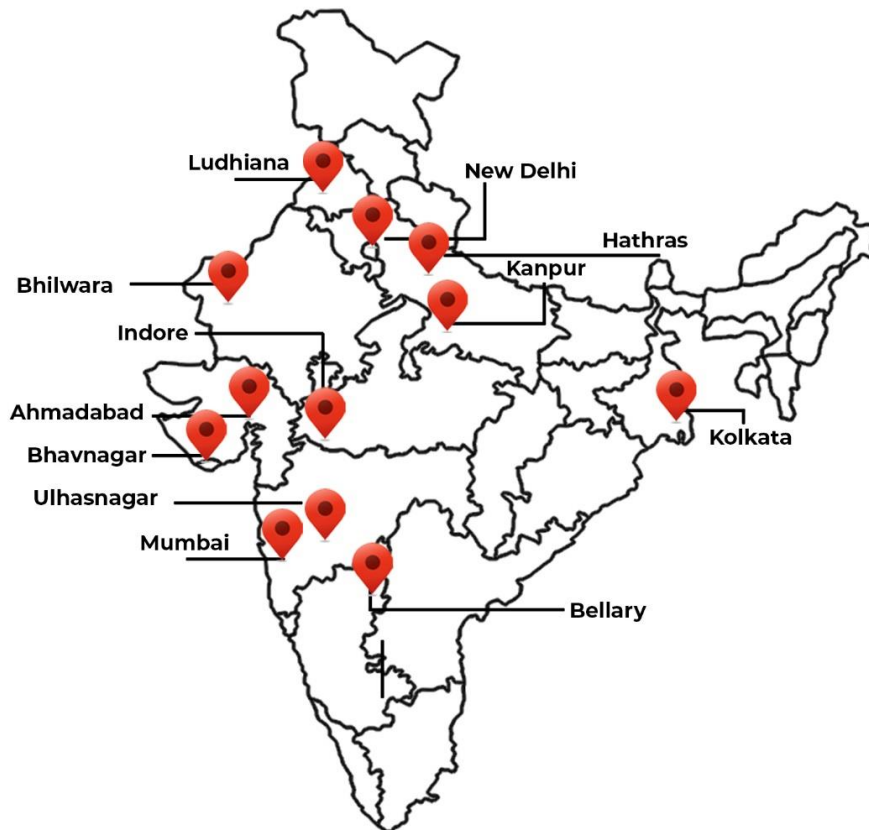 Ludhiana
New Delhi
Hathras
Kanpur
Bhilwara
Indore
Ahmadabad
Kolkata
Bhavnagar
Ulhasnagar
Mumbai
Bellary